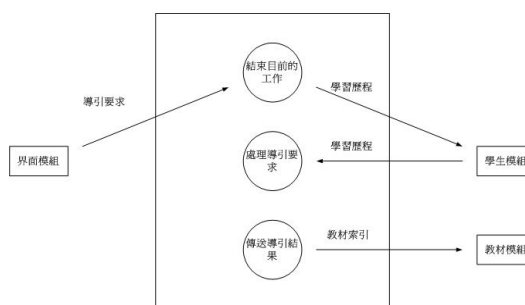 結束目前的
工作
導引要求
學習歷程
界面模組
處理導引要
求
學習歷程
學生模組
傳送導引結
果
教材索引
教材模組